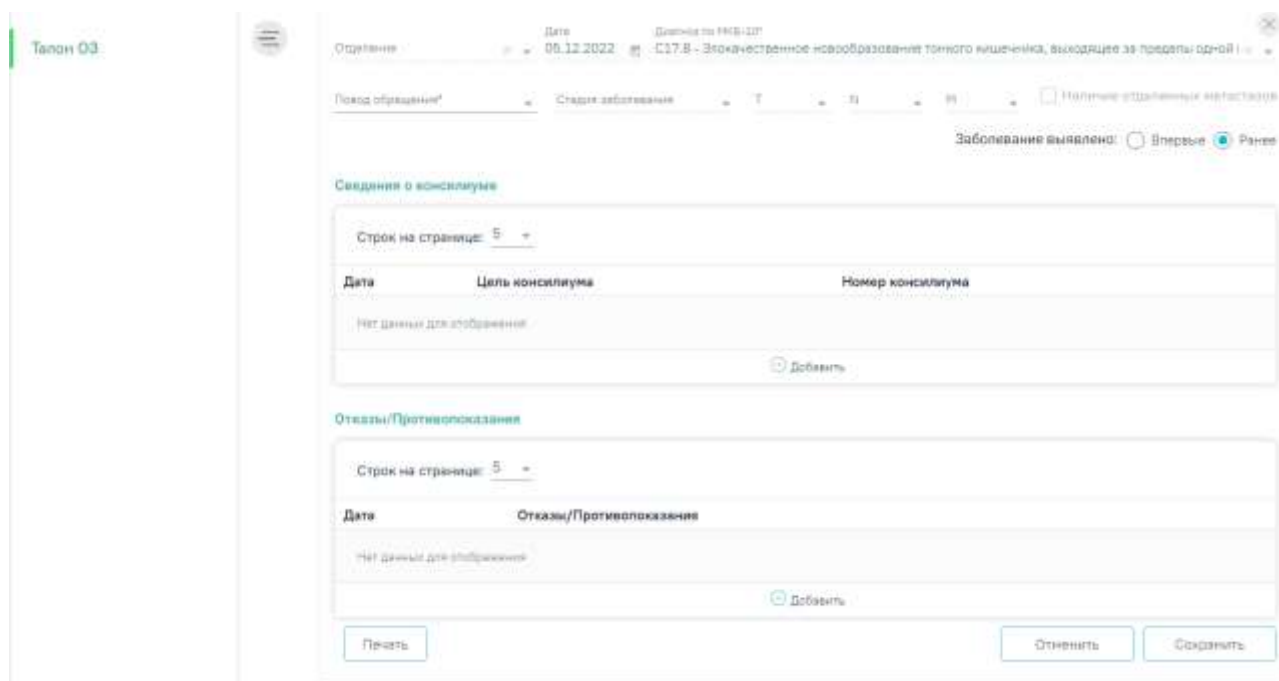 Талон ОЗ
Дата
Диагноз по МКБ-10*
Отделение
05.12.2022
C17.8 - Злокачественное новообразование тонкого кишечника, выходящее за пределы одной
Повод обращения*
Стадия заболевания
T
N
M
Наличие отдаленных метастазов
Заболевание выявлено:
Впервые
Ранее
Сведения о консилиуме
Строк на странице: 5
Дата
Цель консилиума
Номер консилиума
Нет данных для отображения
Добавить
Отказы/Противопоказания
Строк на странице: 5
Дата
Отказы/Противопоказания
Нет данных для отображения
Добавить
Печать
Отменить
Сохранить